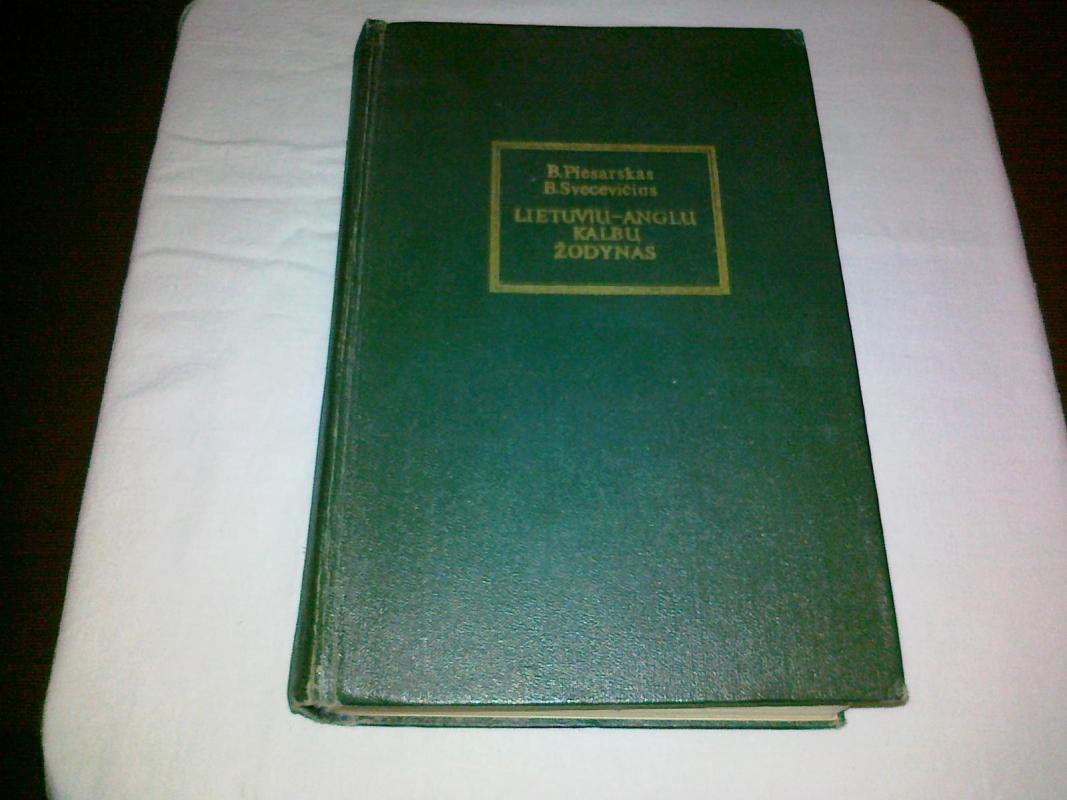 B. Piesarskas
B. Svecevičius
LIETUVIŲ-ANGLŲ
KALBŲ
ŽODYNAS